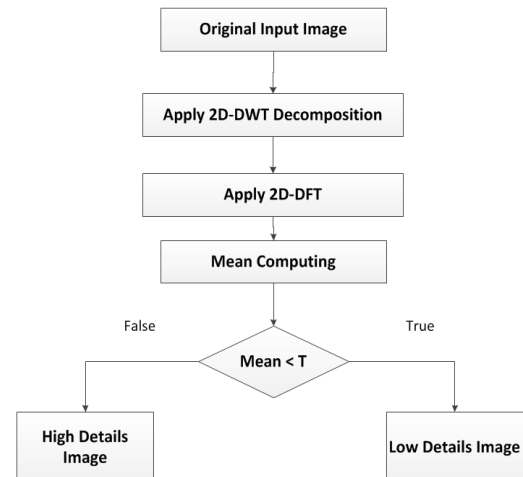 Original Input Image
Apply 2D-DWT Decomposition
Apply 2D-DFT
Mean Computing
False
True
Mean < T
High Details
Image
Low Details Image